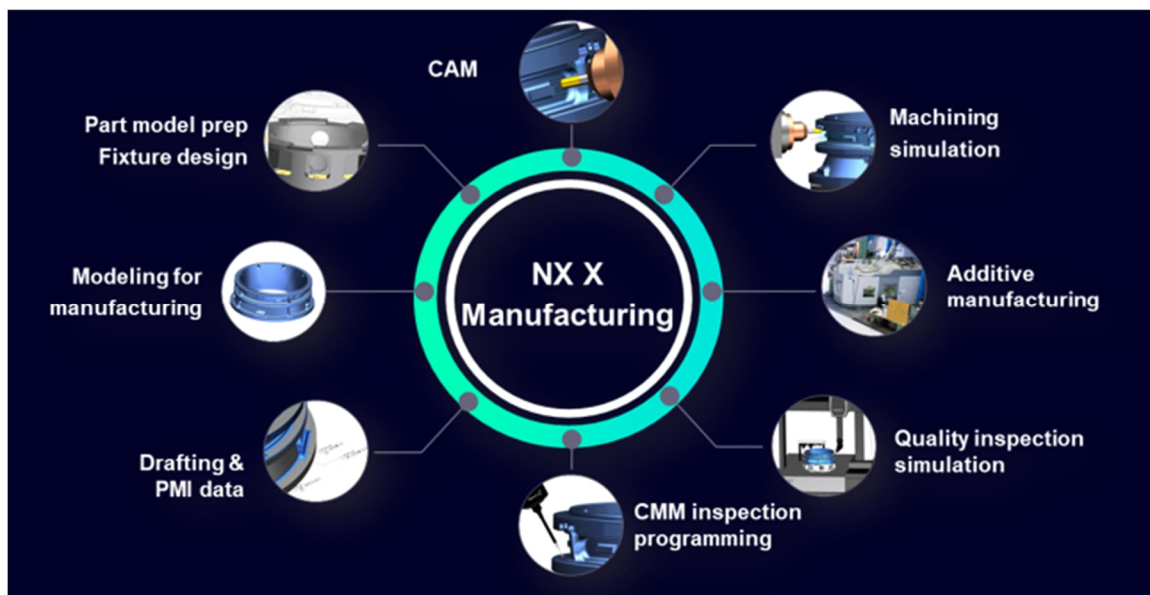 CAM
Part model prep
Fixture design
Machining
simulation
Modeling for
manufacturing
NX X
Manufacturing
Additive
manufacturing
Drafting &
PMI data
Quality inspection
simulation
CMM inspection
programming